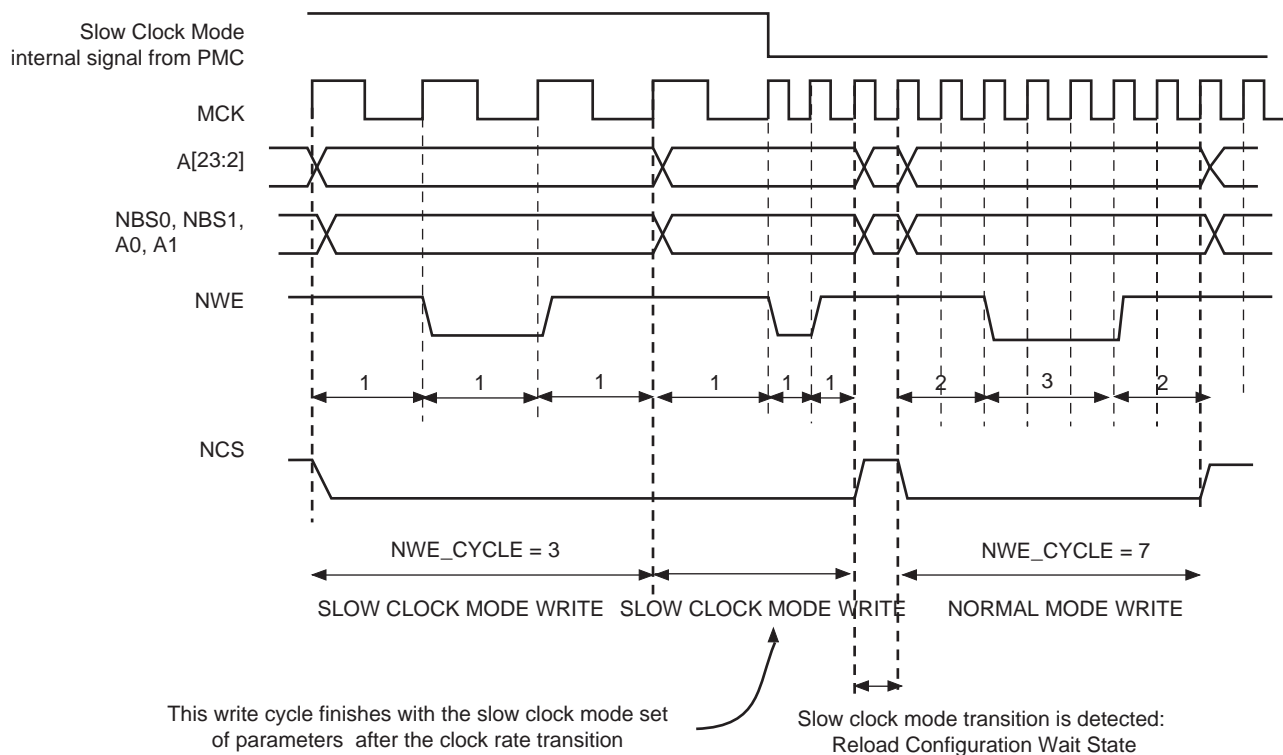 Slow Clock Mode
internal signal from PMC
MCK
A[23:2]
NBS0, NBS1,
A0, A1
NWE
1 1 1 1 1 1 2 3 2
NCS
NWE_CYCLE = 3 NWE_CYCLE = 7
SLOW CLOCK MODE WRITE SLOW CLOCK MODE WRITE NORMAL MODE WRITE
This write cycle finishes with the slow clock mode set
of parameters after the clock rate transition
Slow clock mode transition is detected:
Reload Configuration Wait State